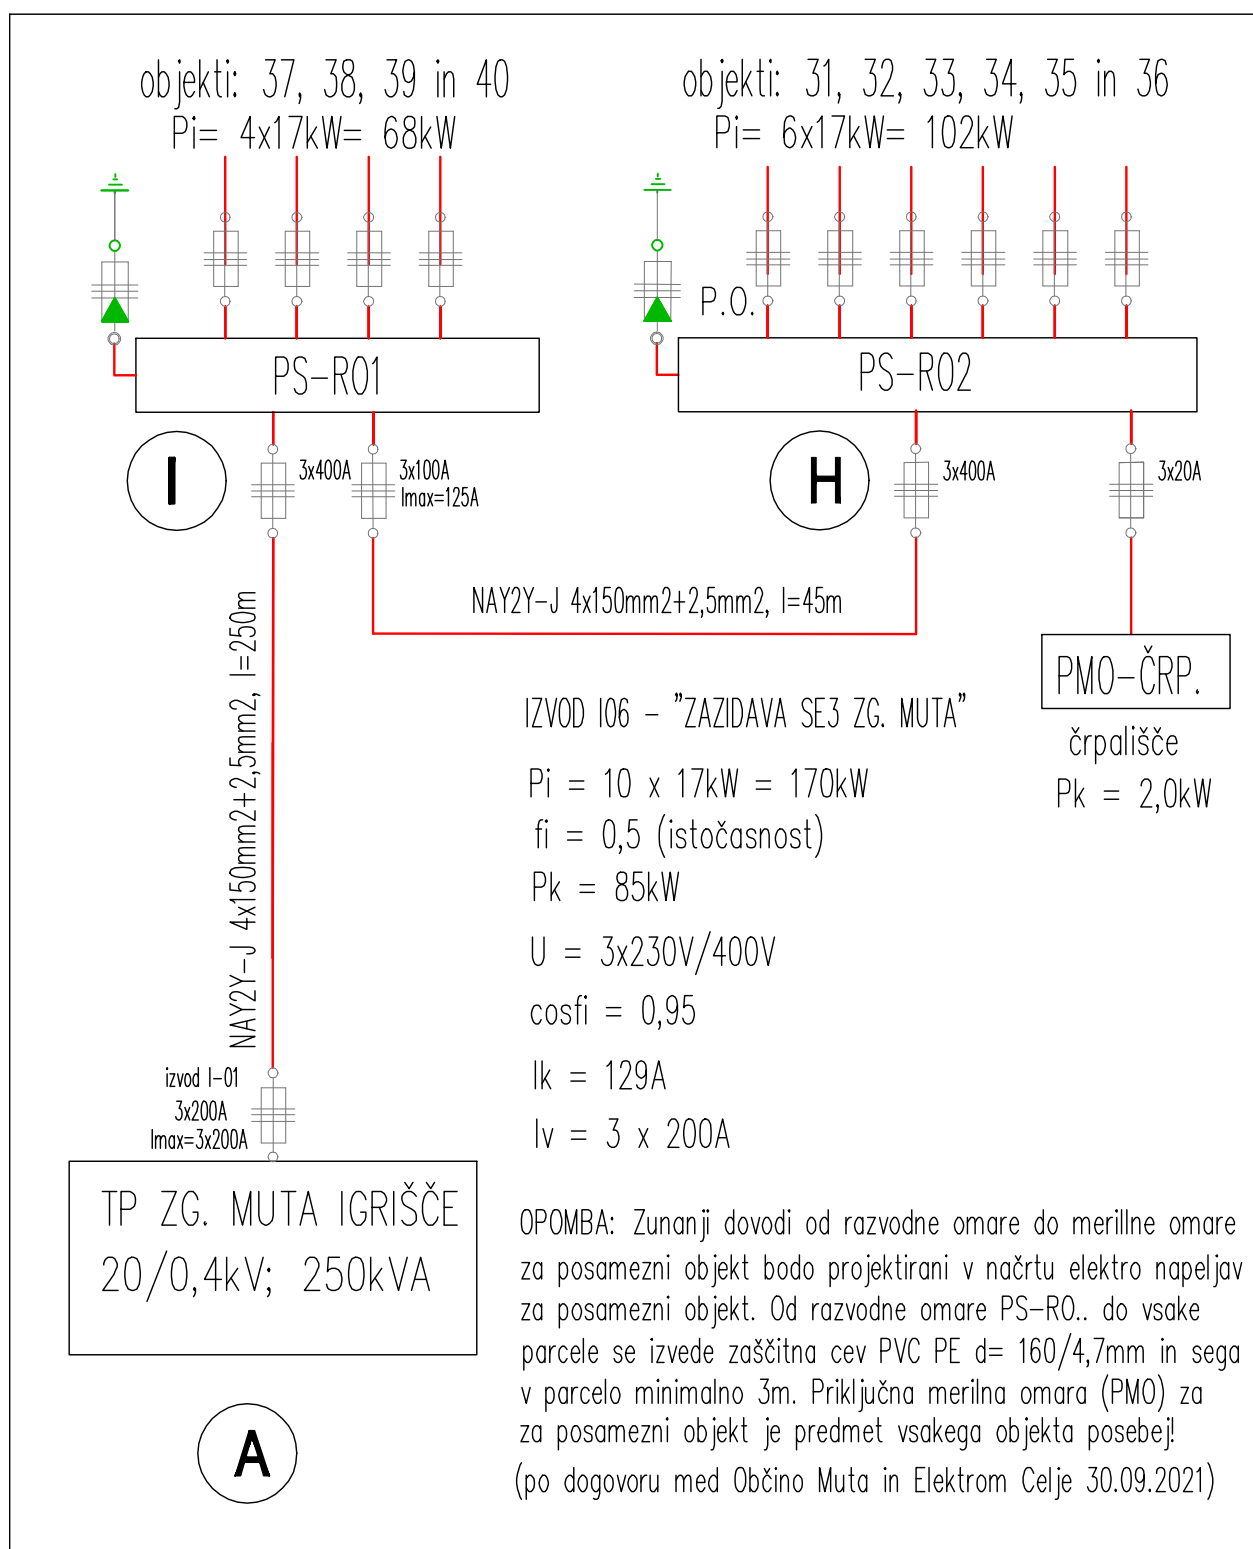 objekti: 37, 38, 39 in 40
Pi= 4x17kW= 68kW
objekti: 31, 32, 33, 34, 35 in 36
Pi= 6x17kW= 102kW
P.O.
PS-RO1
PS-RO2
I
3x400A
3x100A
Imax=125A
H
3x400A
3x20A
NAY2Y-J 4x150mm2+2,5mm2, l=45m
NAY2Y-J 4x150mm2+2,5mm2, l=250m
PMO-ČRP.
črpališče
Pk = 2,0kW
IZVOD I06 - "ZAZIDAVA SE3 ZG. MUTA"
Pi = 10 x 17kW = 170kW
fi = 0,5 (istočasnost)
Pk = 85kW
U = 3x230V/400V
cosfi = 0,95
Ik = 129A
Iv = 3 x 200A
izvod I-01
3x200A
Imax=3x200A
TP ZG. MUTA IGRIŠČE
20/0,4kV; 250kVA
A
OPOMBA: Zunanji dovodi od razvodne omare do merillne omare
za posamezni objekt bodo projektirani v načrtu elektro napeljav
za posamezni objekt. Od razvodne omare PS-RO.. do vsake
parcele se izvede zaščitna cev PVC PE d= 160/4,7mm in sega
v parcelo minimalno 3m. Priključna merilna omara (PMO) za
za posamezni objekt je predmet vsakega objekta posebej!
(po dogovoru med Občino Muta in Elektrom Celje 30.09.2021)